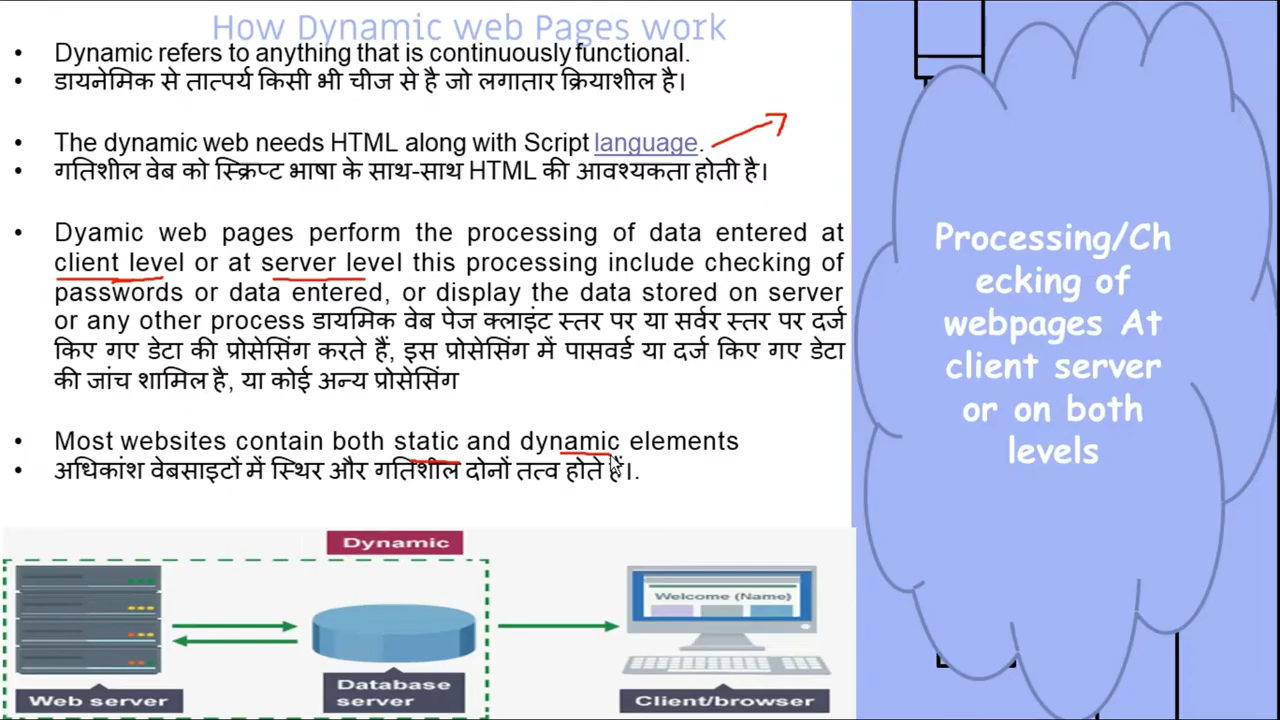 How Dynamic web Pages work
• Dynamic refers to anything that is continuously functional.
• डायनेमिक से तात्पर्य किसी भी चीज से है जो लगातार क्रियाशील है।
• The dynamic web needs HTML along with Script language.
• गतिशील वेब को स्क्रिप्ट भाषा के साथ-साथ HTML की आवश्यकता होती है।
• Dyamic web pages perform the processing of data entered at
client level or at server level this processing include checking of
passwords or data entered, or display the data stored on server
or any other process डायमिक वेब पेज क्लाइंट स्तर पर या सर्वर स्तर पर दर्ज
किए गए डेटा की प्रोसेसिंग करते हैं, इस प्रोसेसिंग में पासवर्ड या दर्ज किए गए डेटा
की जांच शामिल है, या कोई अन्य प्रोसेसिंग
• Most websites contain both static and dynamic elements
• अधिकांश वेबसाइटों में स्थिर और गतिशील दोनों तत्व होते हैं।.
Processing/Ch
ecking of
webpages At
client server
or on both
levels
Dynamic
Welcome (Name)
Web server
Database
server
Client/browser